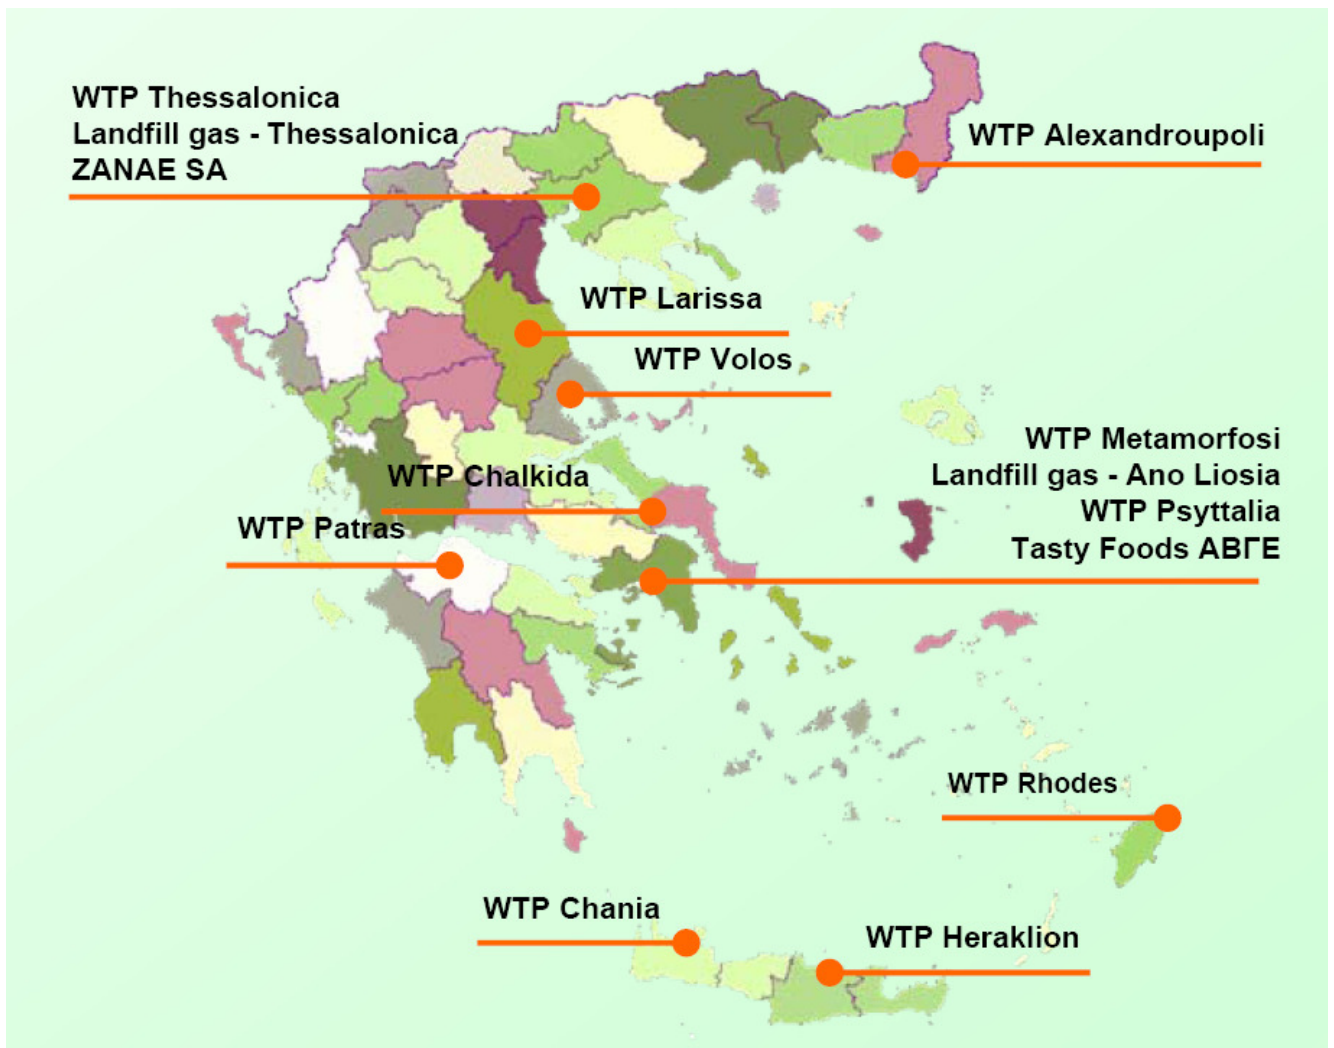 WTP Thessalonica
Landfill gas - Thessalonica
ZANAE SA
WTP Alexandroupoli
WTP Larissa
WTP Volos
WTP Metamorfosi
Landfill gas - Ano Liosia
WTP Psyttalia
Tasty Foods ΑΒΓΕ
WTP Chalkida
WTP Patras
WTP Rhodes
WTP Chania
WTP Heraklion